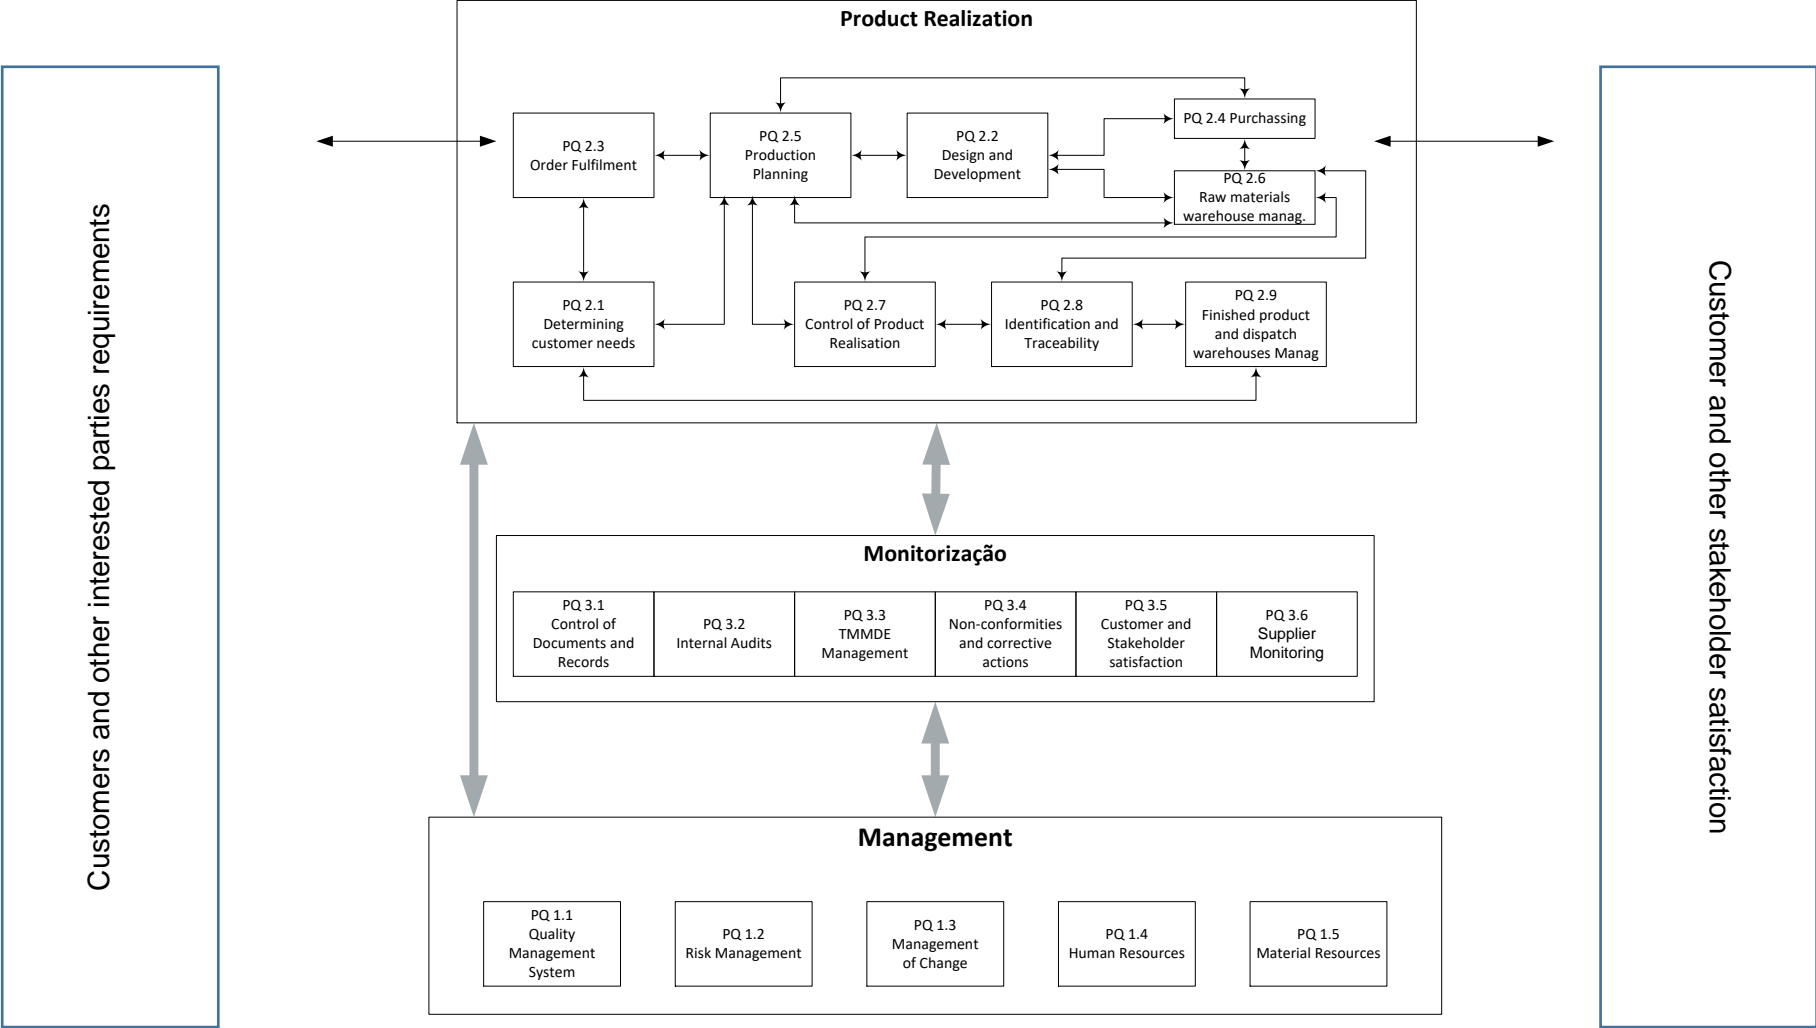 Product Realization
Customers and other interested parties requirements
PQ 2.3
Order Fulfilment
PQ 2.5
Production
Planning
PQ 2.2
Design and
Development
PQ 2.4 Purchassing
PQ 2.6
Raw materials
warehouse manag.
PQ 2.1
Determining
customer needs
PQ 2.7
Control of Product
Realisation
PQ 2.8
Identification and
Traceability
PQ 2.9
Finished product
and dispatch
warehouses Manag
Customer and other stakeholder satisfaction
Monitorização
PQ 3.1
Control of
Documents and
Records
PQ 3.2
Internal Audits
PQ 3.3
TMMDE
Management
PQ 3.4
Non-conformities
and corrective
actions
PQ 3.5
Customer and
Stakeholder
satisfaction
PQ 3.6
Supplier
Monitoring
Management
PQ 1.1
Quality
Management
System
PQ 1.2
Risk Management
PQ 1.3
Management
of Change
PQ 1.4
Human Resources
PQ 1.5
Material Resources